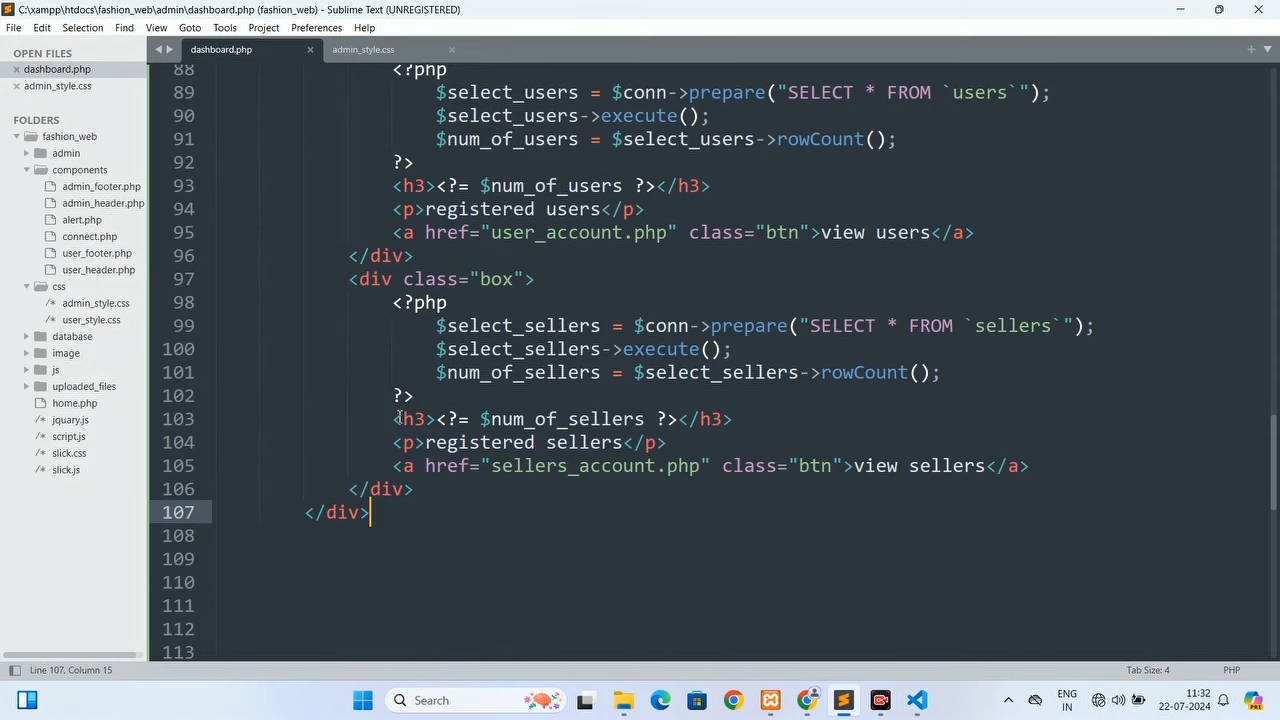 C:\xampp\htdocs\fashion_web\admin\dashboard.php (fashion_web) - Sublime Text (UNREGISTERED)
File Edit Selection Find View Goto Tools Project Preferences Help
OPEN FILES
dashboard.php
admin_style.css
FOLDERS
fashion_web
admin
components
admin_footer.php
admin_header.php
alert.php
connect.php
user_footer.php
user_header.php
css
admin_style.css
user_style.css
database
image
js
uploaded_files
home.php
jquary.js
script.js
slick.css
slick.js
dashboard.php admin_style.css
88 <?php
89 $select_users = $conn->prepare("SELECT * FROM `users`");
90 $select_users->execute();
91 $num_of_users = $select_users->rowCount();
92 ?>
93 <h3><?= $num_of_users ?></h3>
94 <p>registered users</p>
95 <a href="user_account.php" class="btn">view users</a>
96 </div>
97 <div class="box">
98 <?php
99 $select_sellers = $conn->prepare("SELECT * FROM `sellers`");
100 $select_sellers->execute();
101 $num_of_sellers = $select_sellers->rowCount();
102 ?>
103 <h3><?= $num_of_sellers ?></h3>
104 <p>registered sellers</p>
105 <a href="sellers_account.php" class="btn">view sellers</a>
106 </div>
107 </div>
108
109
110
111
112
113
Line 107, Column 15 Tab Size: 4 PHP
Search
ENG
IN
11:32
22-07-2024
PRE